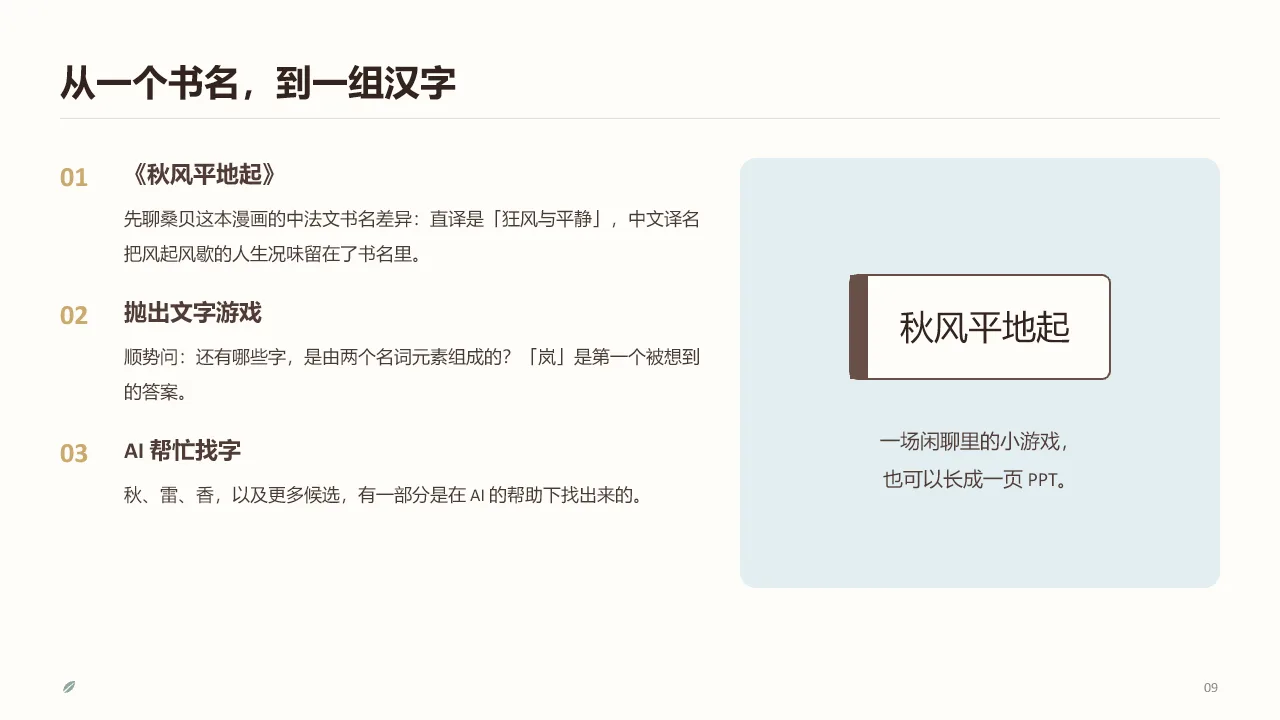 从一个书名，到一组汉字
01
《秋风平地起》
先聊桑贝这本漫画的中法文书名差异：直译是「狂风与平静」，中文译名
把风起风歇的人生况味留在了书名里。
02
抛出文字游戏
顺势问：还有哪些字，是由两个名词元素组成的？「岚」是第一个被想到
的答案。
03
AI 帮忙找字
秋、雷、香，以及更多候选，有一部分是在 AI 的帮助下找出来的。
秋风平地起
一场闲聊里的小游戏，
也可以长成一页 PPT。
09